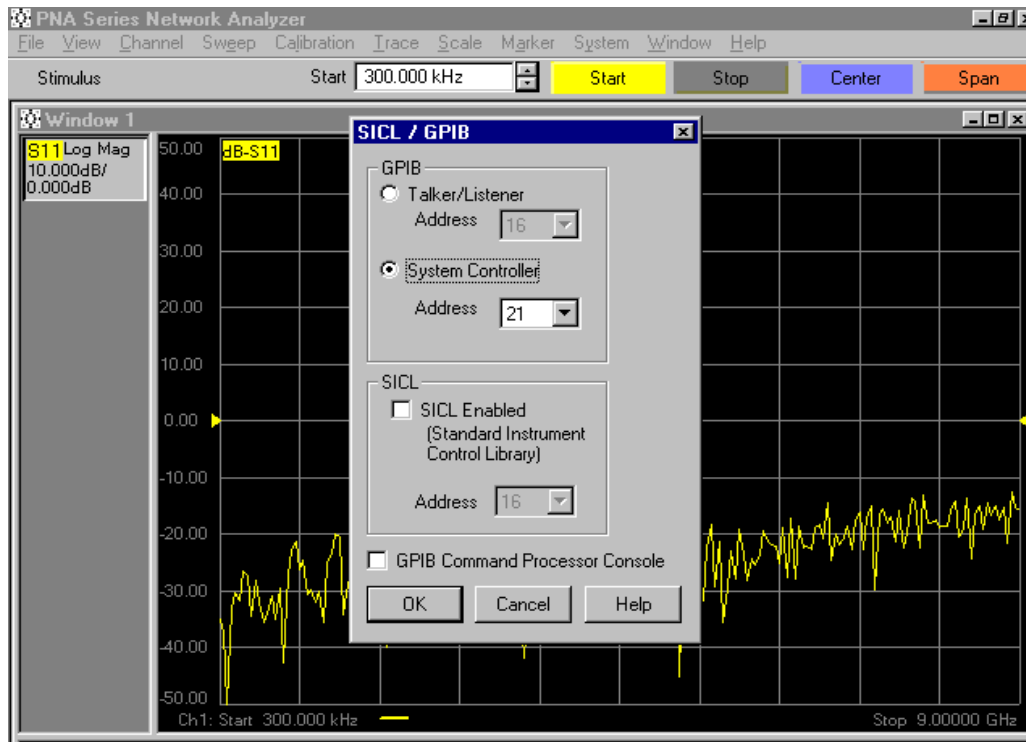 PNA Series Network Analyzer
File View Channel Sweep Calibration Trace Scale Marker System Window Help
Stimulus Start 300.000 kHz Start Stop Center Span
Window 1
S11 Log Mag
10.000dB/
0.000dB
50.00 dB-S11
40.00
30.00
20.00
10.00
0.00
-10.00
-20.00
-30.00
-40.00
-50.00
Ch1: Start 300.000 kHz
Stop 9.00000 GHz
SICL / GPIB
GPIB
Talker/Listener
Address 16
System Controller
Address 21
SICL
SICL Enabled
(Standard Instrument
Control Library)
Address 16
GPIB Command Processor Console
OK Cancel Help